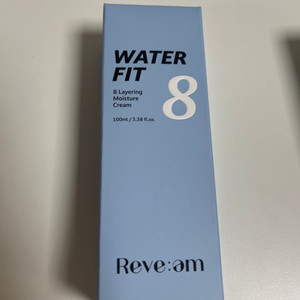 WATER
FIT
8
8 Layering
Moisture
Cream
100ml / 3.38 fl.oz.
Reve:am